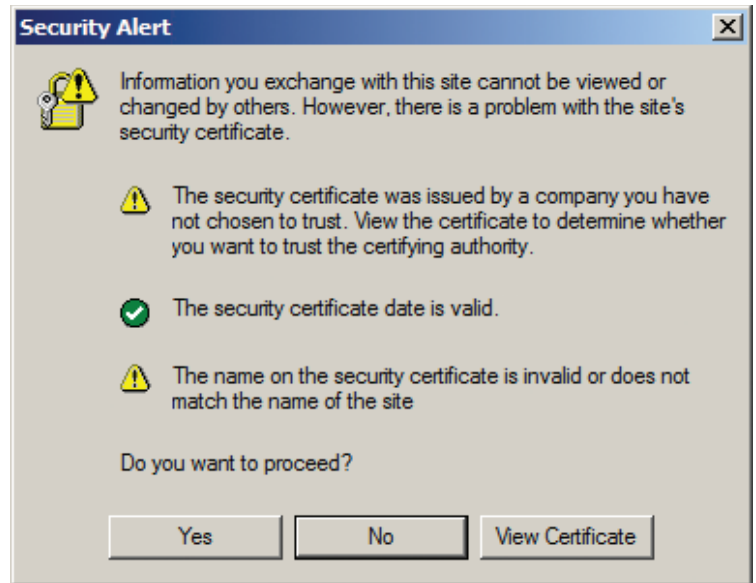 Security Alert
Information you exchange with this site cannot be viewed or
changed by others. However, there is a problem with the site's
security certificate.
The security certificate was issued by a company you have
not chosen to trust. View the certificate to determine whether
you want to trust the certifying authority.
The security certificate date is valid.
The name on the security certificate is invalid or does not
match the name of the site
Do you want to proceed?
Yes No View Certificate